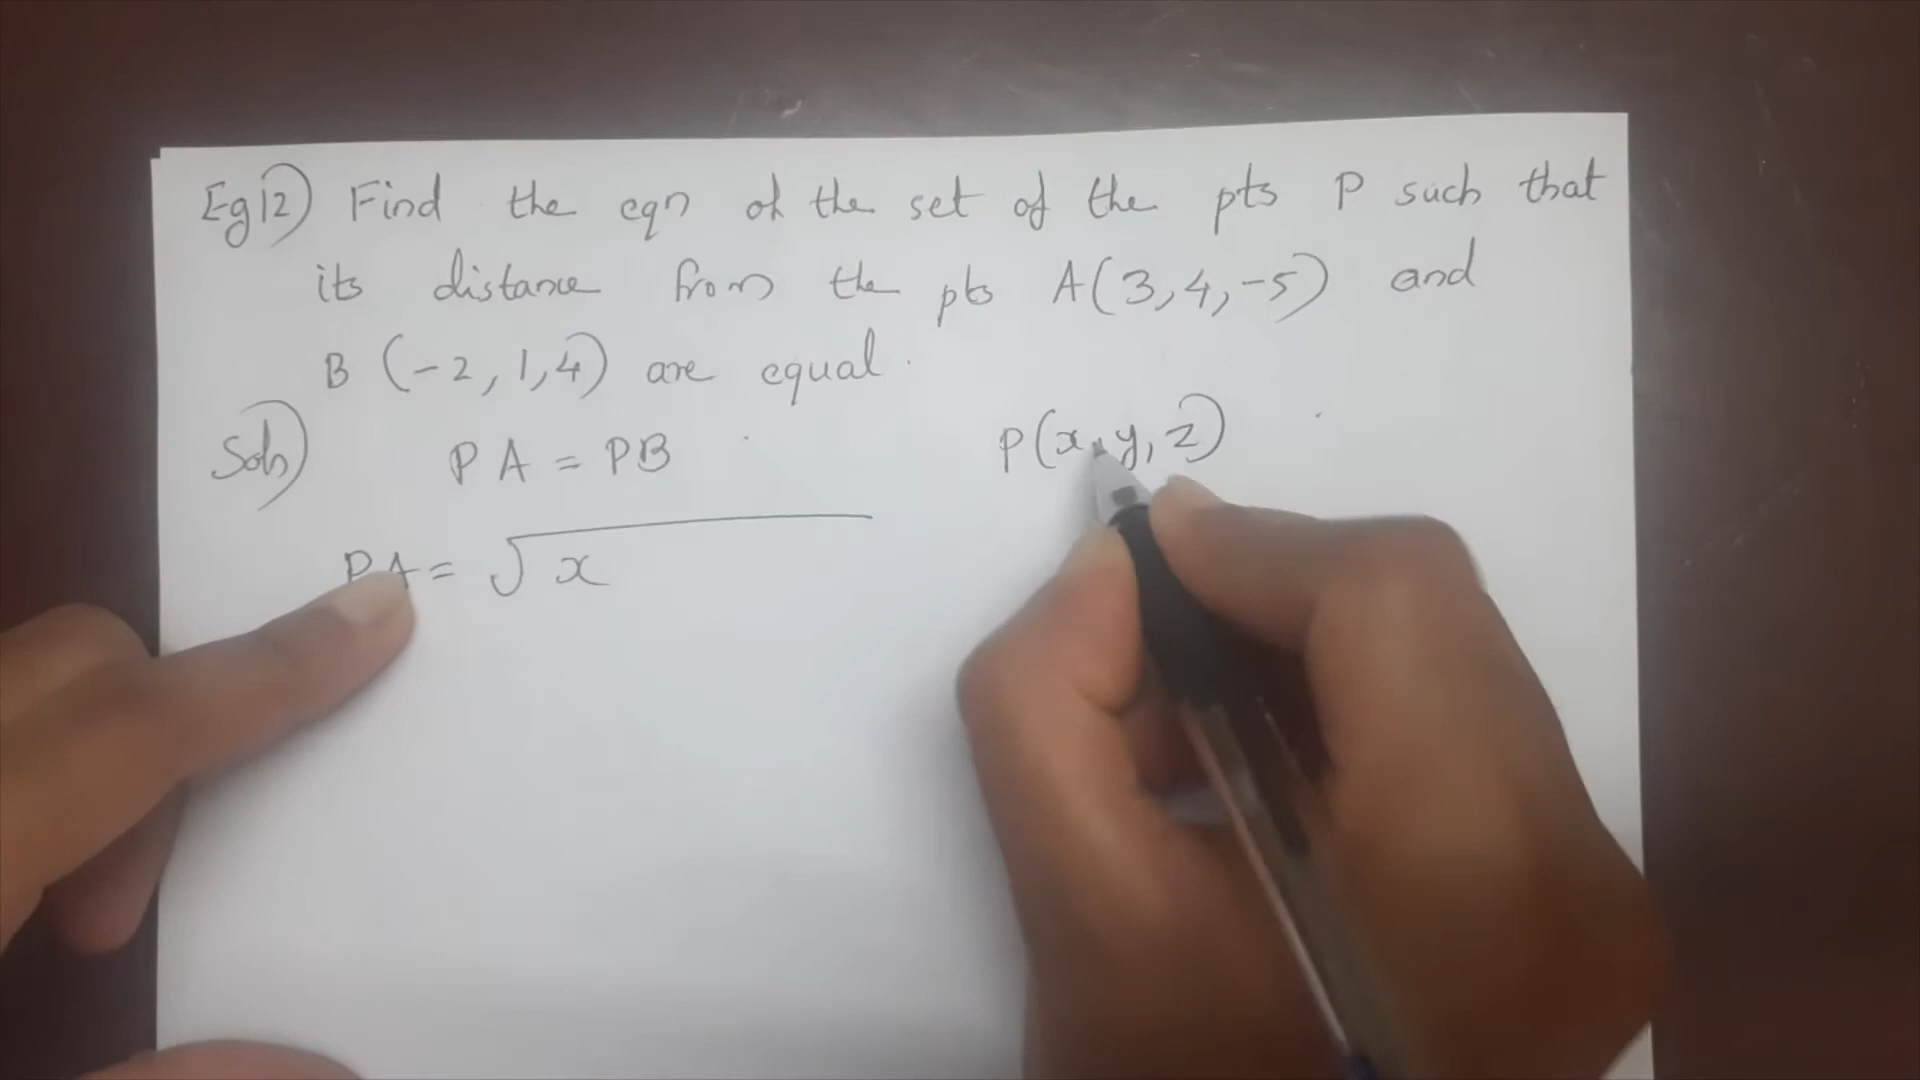 Eg 12) Find the eqn of the set of the pts P such that
its distance from the pts A(3,4,-5) and
B (-2,1,4) are equal.
Soln) PA = PB P(x,y,z)
PA = √x